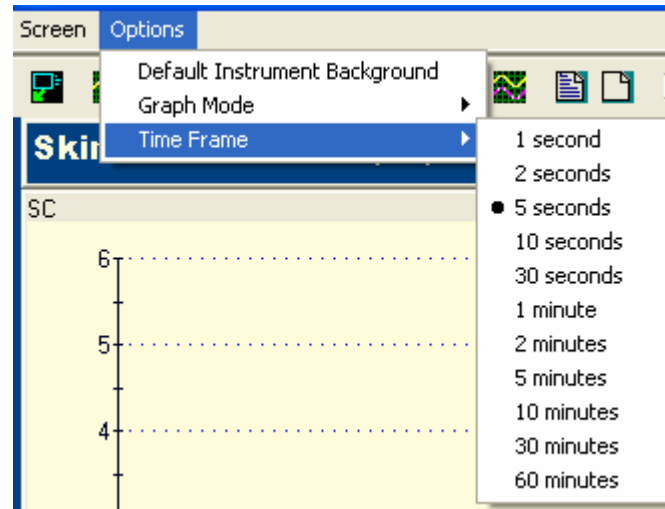 Screen Options
Default Instrument Background
Graph Mode
Time Frame
1 second
2 seconds
5 seconds
10 seconds
30 seconds
1 minute
2 minutes
5 minutes
10 minutes
30 minutes
60 minutes
SC
6
5
4